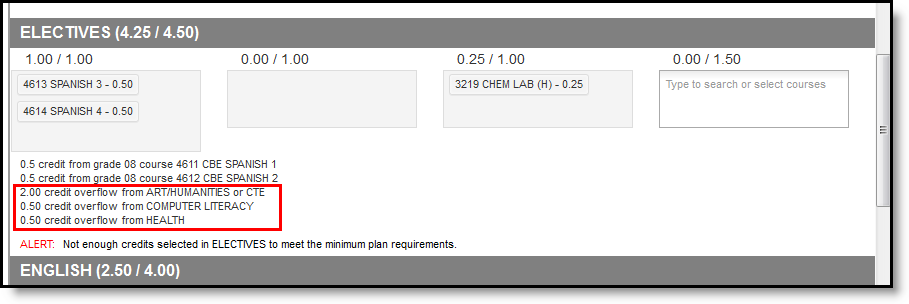 ELECTIVES (4.25 / 4.50)
1.00 / 1.00
0.00 / 1.00
0.25 / 1.00
0.00 / 1.50
4613 SPANISH 3 - 0.50
4614 SPANISH 4 - 0.50
3219 CHEM LAB (H) - 0.25
Type to search or select courses
0.5 credit from grade 08 course 4611 CBE SPANISH 1
0.5 credit from grade 08 course 4612 CBE SPANISH 2
2.00 credit overflow from ART/HUMANITIES or CTE
0.50 credit overflow from COMPUTER LITERACY
0.50 credit overflow from HEALTH
ALERT: Not enough credits selected in ELECTIVES to meet the minimum plan requirements.
ENGLISH (2.50 / 4.00)